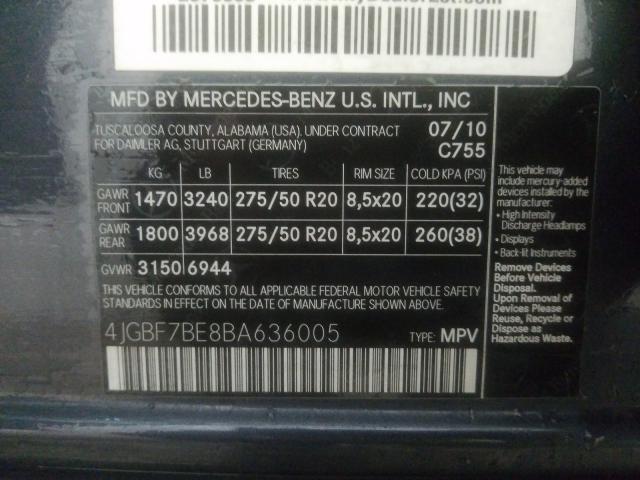 MFD BY MERCEDES-BENZ U.S. INTL., INC
TUSCALOOSA COUNTY, ALABAMA (USA), UNDER CONTRACT
FOR DAIMLER AG, STUTTGART (GERMANY)
07/10
C755
KG LB TIRES RIM SIZE COLD KPA (PSI)
GAWR FRONT 1470 3240 275/50 R20 8,5x20 220(32)
GAWR REAR 1800 3968 275/50 R20 8,5x20 260(38)
GVWR 3150 6944
THIS VEHICLE CONFORMS TO ALL APPLICABLE FEDERAL MOTOR VEHICLE SAFETY
STANDARDS IN EFFECT ON THE DATE OF MANUFACTURE SHOWN ABOVE.
4JGBF7BE8BA636005
TYPE: MPV
This vehicle may
include mercury-added
devices installed by the
manufacturer:
• High Intensity
Discharge Headlamps
• Displays
• Back-lit Instruments
Remove Devices
Before Vehicle
Disposal.
Upon Removal of
Devices Please
Reuse, Recycle or
Dispose as
Hazardous Waste.